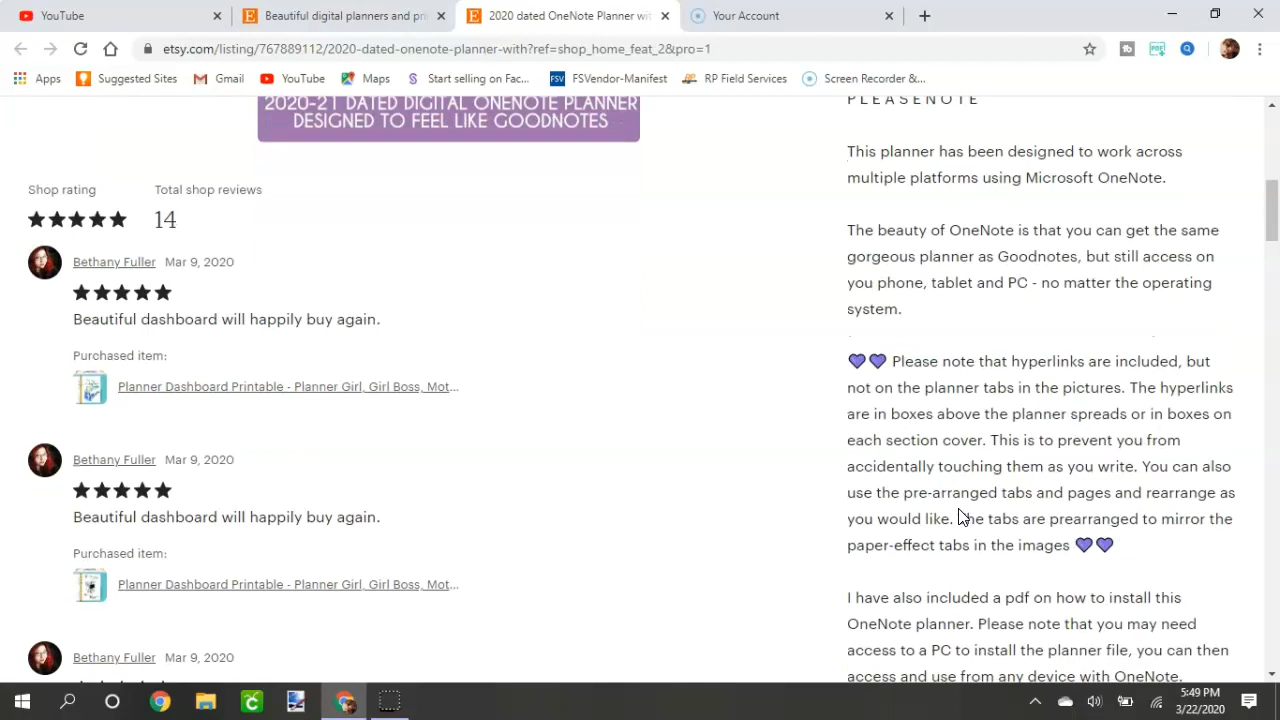 YouTube
Beautiful digital planners and pri
2020 dated OneNote Planner wit
Your Account
etsy.com/listing/767889112/2020-dated-onenote-planner-with?ref=shop_home_feat_2&pro=1
Apps
Suggested Sites
Gmail
YouTube
Maps
Start selling on Fac...
FSV
FSVendor-Manifest
RP Field Services
Screen Recorder &...
2020-21 DATED DIGITAL ONENOTE PLANNER
DESIGNED TO FEEL LIKE GOODNOTES
Shop rating
Total shop reviews
14
Bethany Fuller Mar 9, 2020
Beautiful dashboard will happily buy again.
Purchased item:
Planner Dashboard Printable - Planner Girl, Girl Boss, Mot...
Bethany Fuller Mar 9, 2020
Beautiful dashboard will happily buy again.
Purchased item:
Planner Dashboard Printable - Planner Girl, Girl Boss, Mot...
Bethany Fuller Mar 9, 2020
P L E A S E N O T E
This planner has been designed to work across
multiple platforms using Microsoft OneNote.
The beauty of OneNote is that you can get the same
gorgeous planner as Goodnotes, but still access on
you phone, tablet and PC - no matter the operating
system.
💜💜 Please note that hyperlinks are included, but
not on the planner tabs in the pictures. The hyperlinks
are in boxes above the planner spreads or in boxes on
each section cover. This is to prevent you from
accidentally touching them as you write. You can also
use the pre-arranged tabs and pages and rearrange as
you would like. The tabs are prearranged to mirror the
paper-effect tabs in the images 💜💜
I have also included a pdf on how to install this
OneNote planner. Please note that you may need
access to a PC to install the planner file, you can then
access and use from any device with OneNote.
5:49 PM
3/22/2020